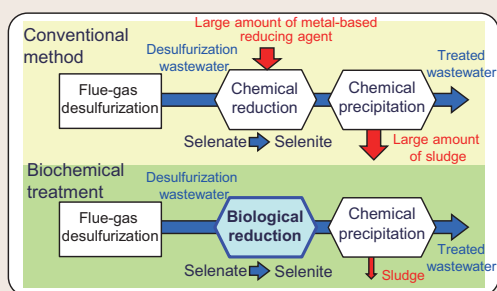 Conventional
method
Large amount of metal-based
reducing agent
Desulfurization
wastewater
Treated
wastewater
Flue-gas
desulfurization
Chemical
reduction
Chemical
precipitation
Selenate
Selenite
Large amount
of sludge
Biochemical
treatment
Desulfurization
wastewater
Flue-gas
desulfurization
Biological
reduction
Chemical
precipitation
Treated
wastewater
Selenate
Selenite
Sludge